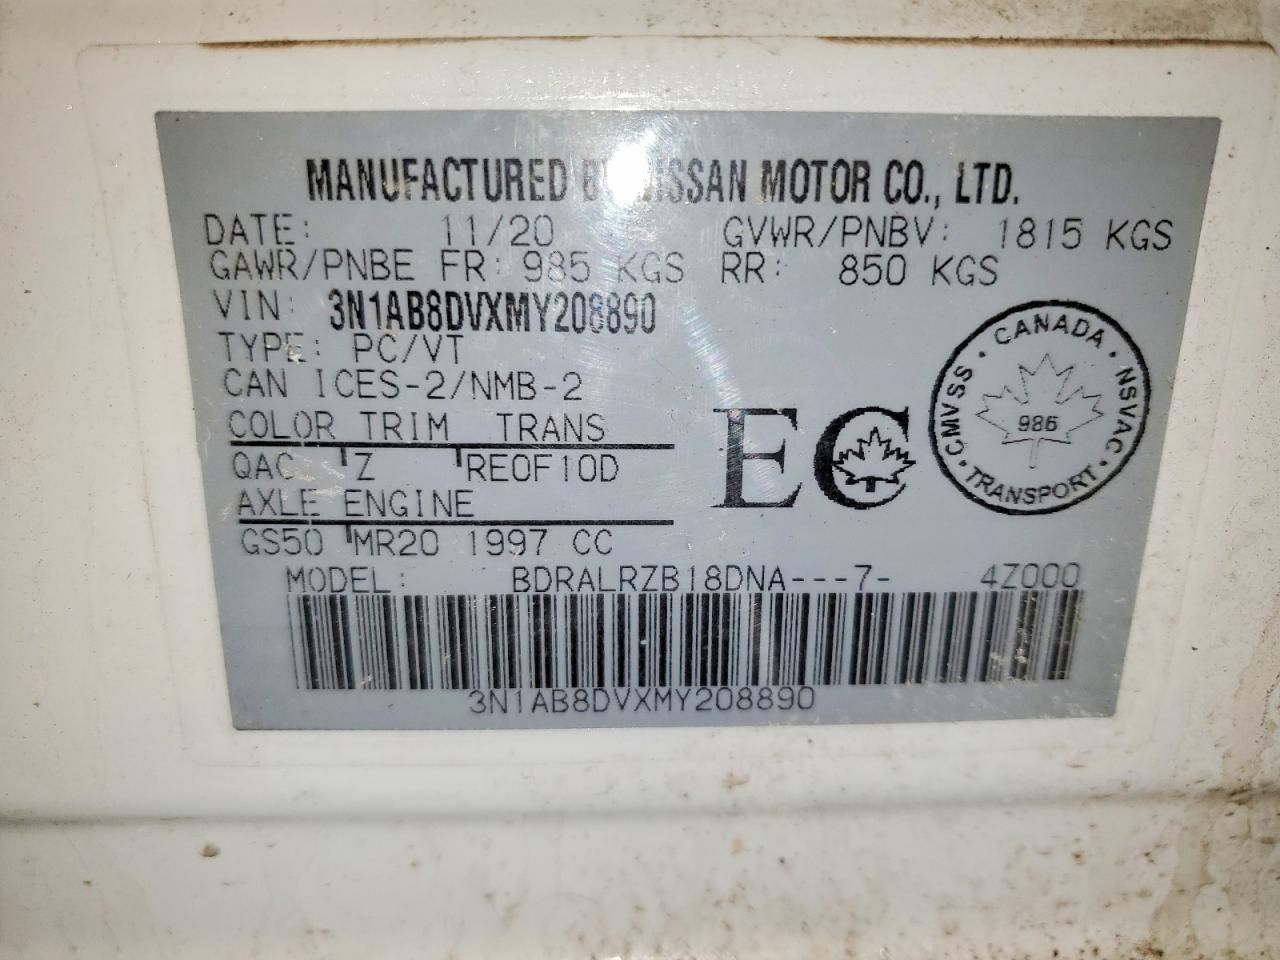 MANUFACTURED BY NISSAN MOTOR CO., LTD.
DATE: 11/20 GVWR/PNBV: 1815 KGS
GAWR/PNBE FR: 985 KGS RR: 850 KGS
VIN: 3N1AB8DVXMY208890
TYPE: PC/VT
CAN ICES-2/NMB-2
COLOR TRIM TRANS
QAC Z RE0F10D
AXLE ENGINE
GS50 MR20 1997 CC
EC
CANADA · NSVAC · TRANSPORT · CMVSS ·
986
MODEL: BDRALRZB18DNA---7- 4Z000
3N1AB8DVXMY208890